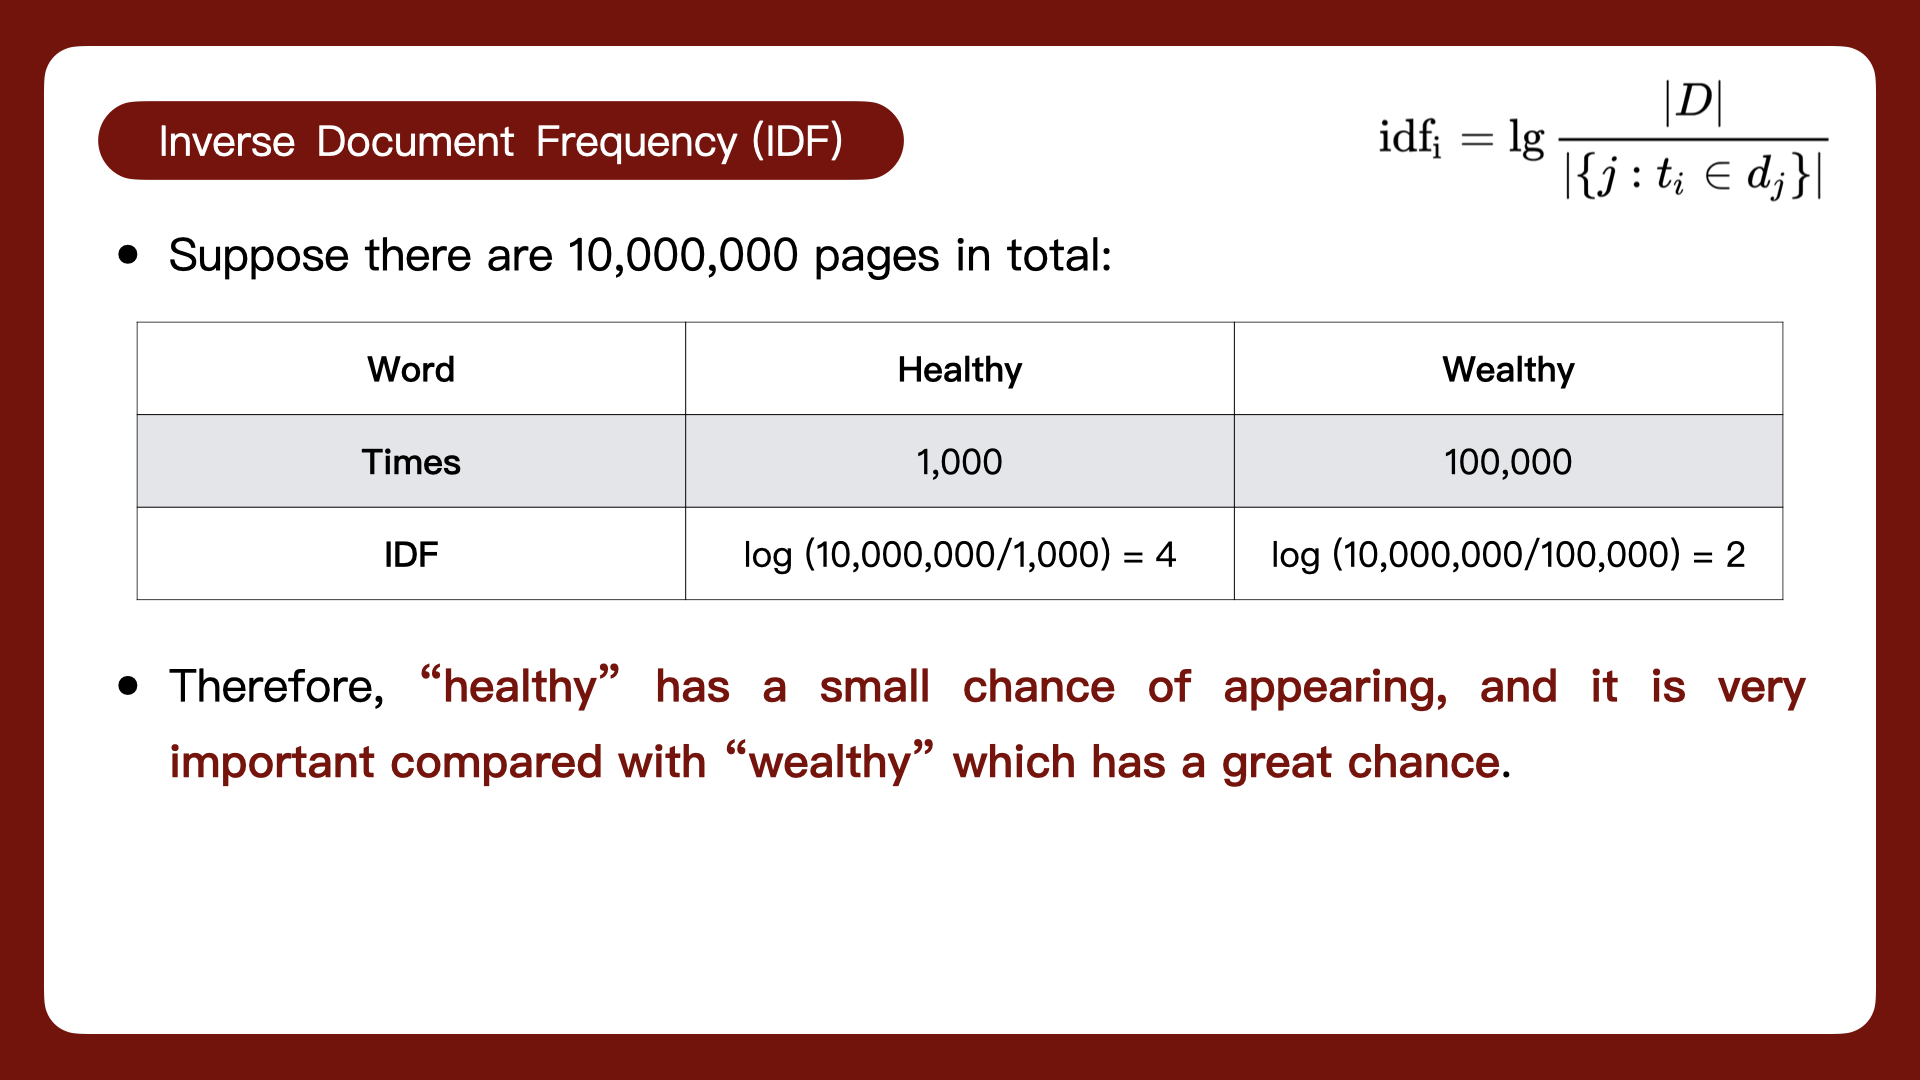 Inverse Document Frequency (IDF)
idf_i = lg |D| / |{j : t_i ∈ d_j}|
• Suppose there are 10,000,000 pages in total:
Word Healthy Wealthy
Times 1,000 100,000
IDF log (10,000,000/1,000) = 4 log (10,000,000/100,000) = 2
• Therefore, “healthy” has a small chance of appearing, and it is very
important compared with “wealthy” which has a great chance.